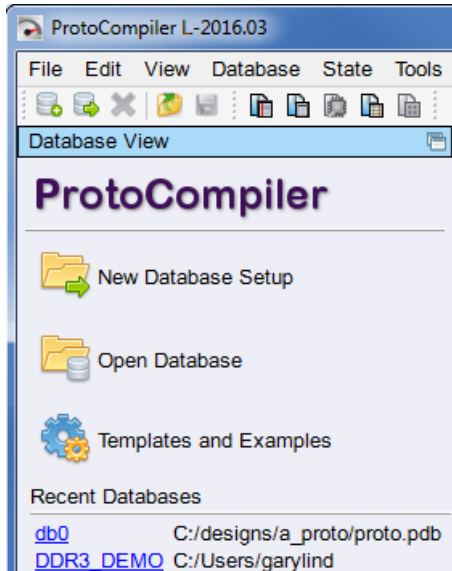 ProtoCompiler L-2016.03
File Edit View Database State Tools
Database View
ProtoCompiler
New Database Setup
Open Database
Templates and Examples
Recent Databases
db0 C:/designs/a_proto/proto.pdb
DDR3_DEMO C:/Users/garylind